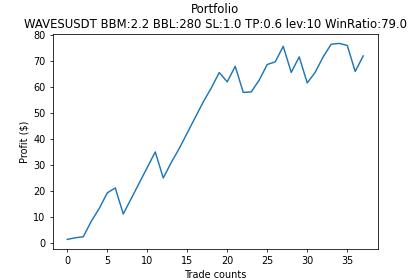 Portfolio
WAVESUSDT BBM:2.2 BBL:280 SL:1.0 TP:0.6 lev:10 WinRatio:79.0
80
70
60
50
40
30
20
10
0
Profit ($)
0 5 10 15 20 25 30 35
Trade counts